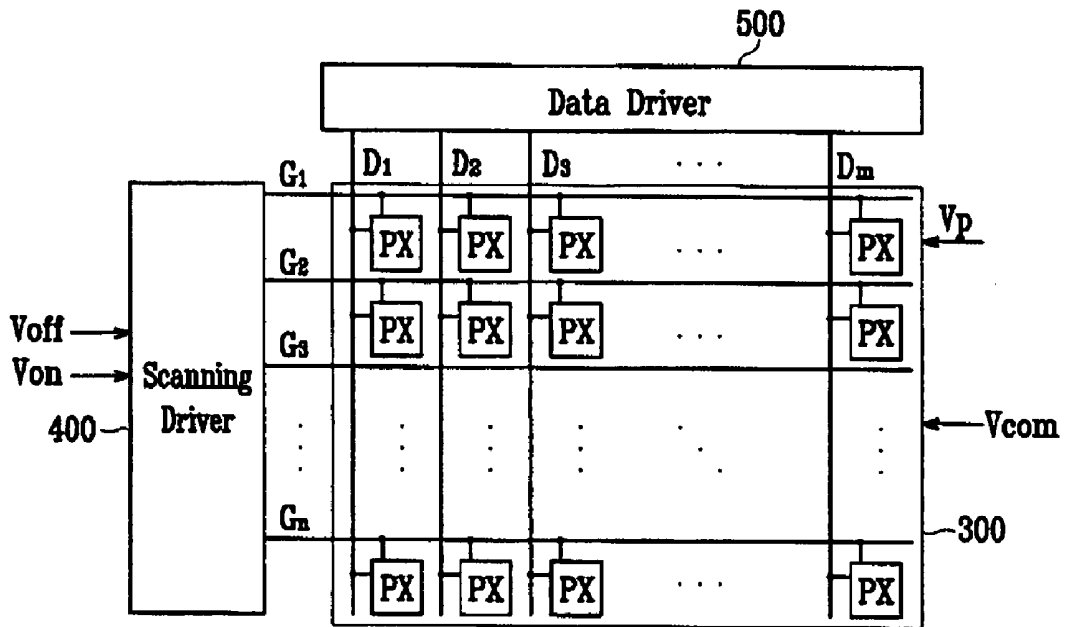 500
Data Driver
D1 D2 D3 . . . Dm
G1
PX PX PX . . . PX
Vp
G2
PX PX PX . . . PX
Voff
G3
Von
Scanning
Driver
400
Vcom
Gn
300
PX PX PX . . . PX